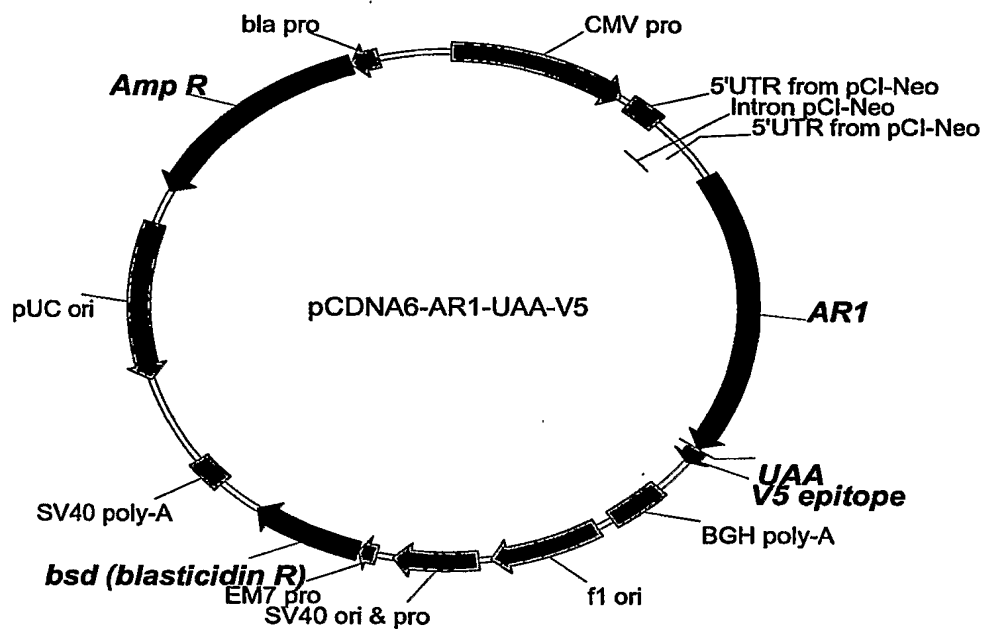 bla pro
CMV pro
Amp R
5'UTR from pCI-Neo
Intron pCI-Neo
5'UTR from pCI-Neo
pUC ori
pCDNA6-AR1-UAA-V5
AR1
UAA
V5 epitope
SV40 poly-A
BGH poly-A
bsd (blasticidin R)
EM7 pro
f1 ori
SV40 ori & pro